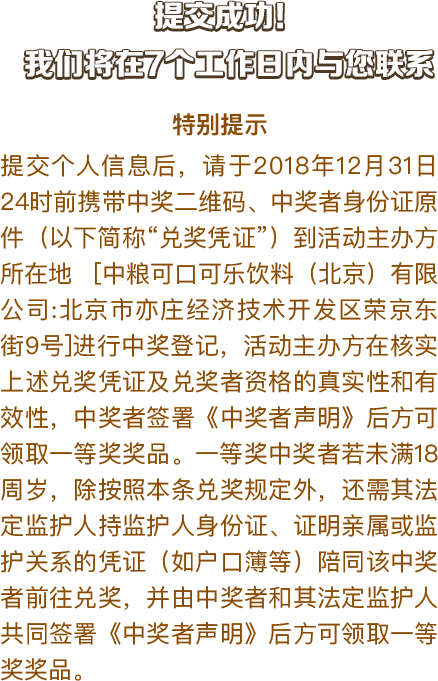 提交成功！
我们将在7个工作日内与您联系
特别提示
提交个人信息后，请于2018年12月31日
24时前携带中奖二维码、中奖者身份证原
件（以下简称“兑奖凭证”）到活动主办方
所在地 [中粮可口可乐饮料（北京）有限
公司:北京市亦庄经济技术开发区荣京东
街9号]进行中奖登记，活动主办方在核实
上述兑奖凭证及兑奖者资格的真实性和有
效性，中奖者签署《中奖者声明》后方可
领取一等奖奖品。一等奖中奖者若未满18
周岁，除按照本条兑奖规定外，还需其法
定监护人持监护人身份证、证明亲属或监
护关系的凭证（如户口簿等）陪同该中奖
者前往兑奖，并由中奖者和其法定监护人
共同签署《中奖者声明》后方可领取一等
奖奖品。